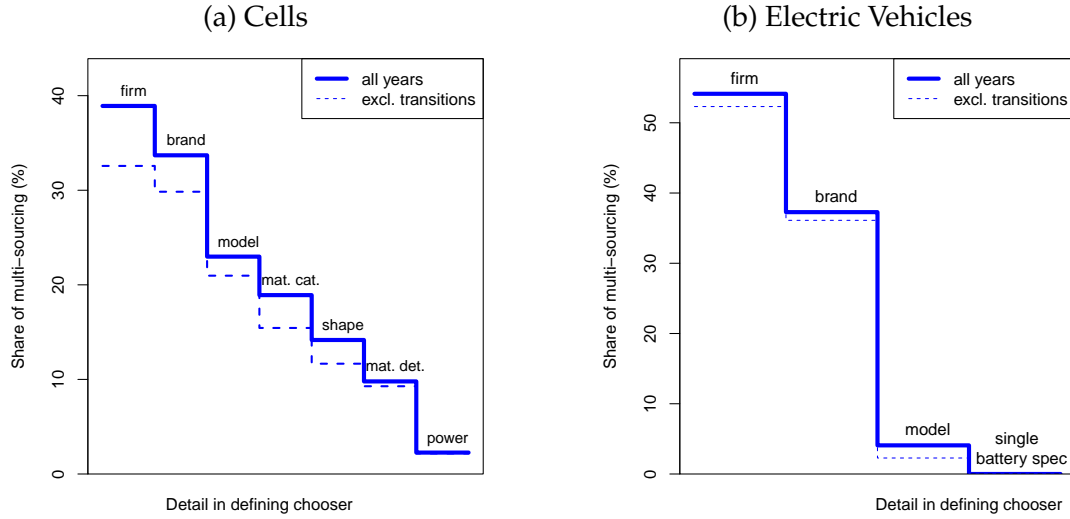 (a) Cells
all years
excl. transitions
firm
brand
model
mat. cat.
shape
mat. det.
power
0
10
20
30
40
Share of multi−sourcing (%)
Detail in defining chooser
(b) Electric Vehicles
all years
excl. transitions
firm
brand
model
single
battery spec
0
10
20
30
40
50
Share of multi−sourcing (%)
Detail in defining chooser